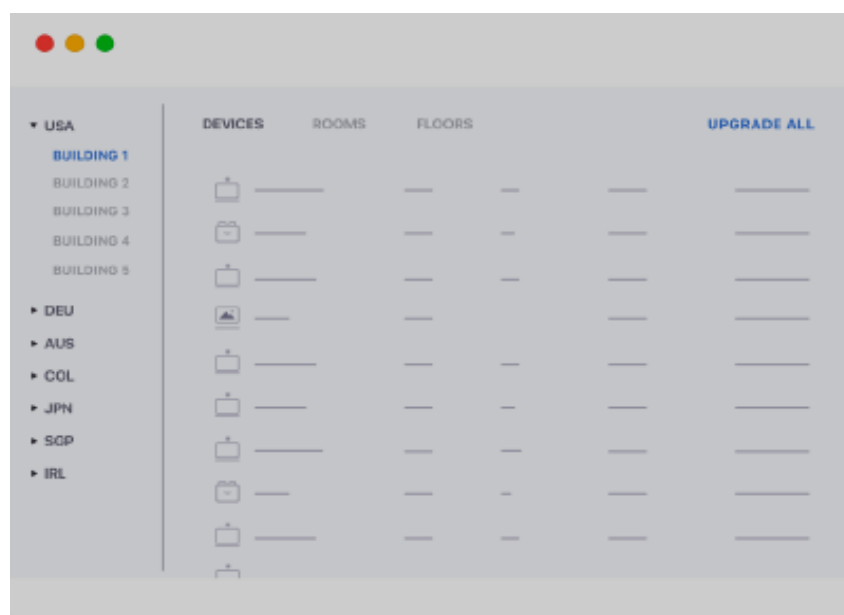 USA
BUILDING 1
BUILDING 2
BUILDING 3
BUILDING 4
BUILDING 5
DEU
AUS
COL
JPN
SGP
IRL
DEVICES ROOMS FLOORS UPGRADE ALL